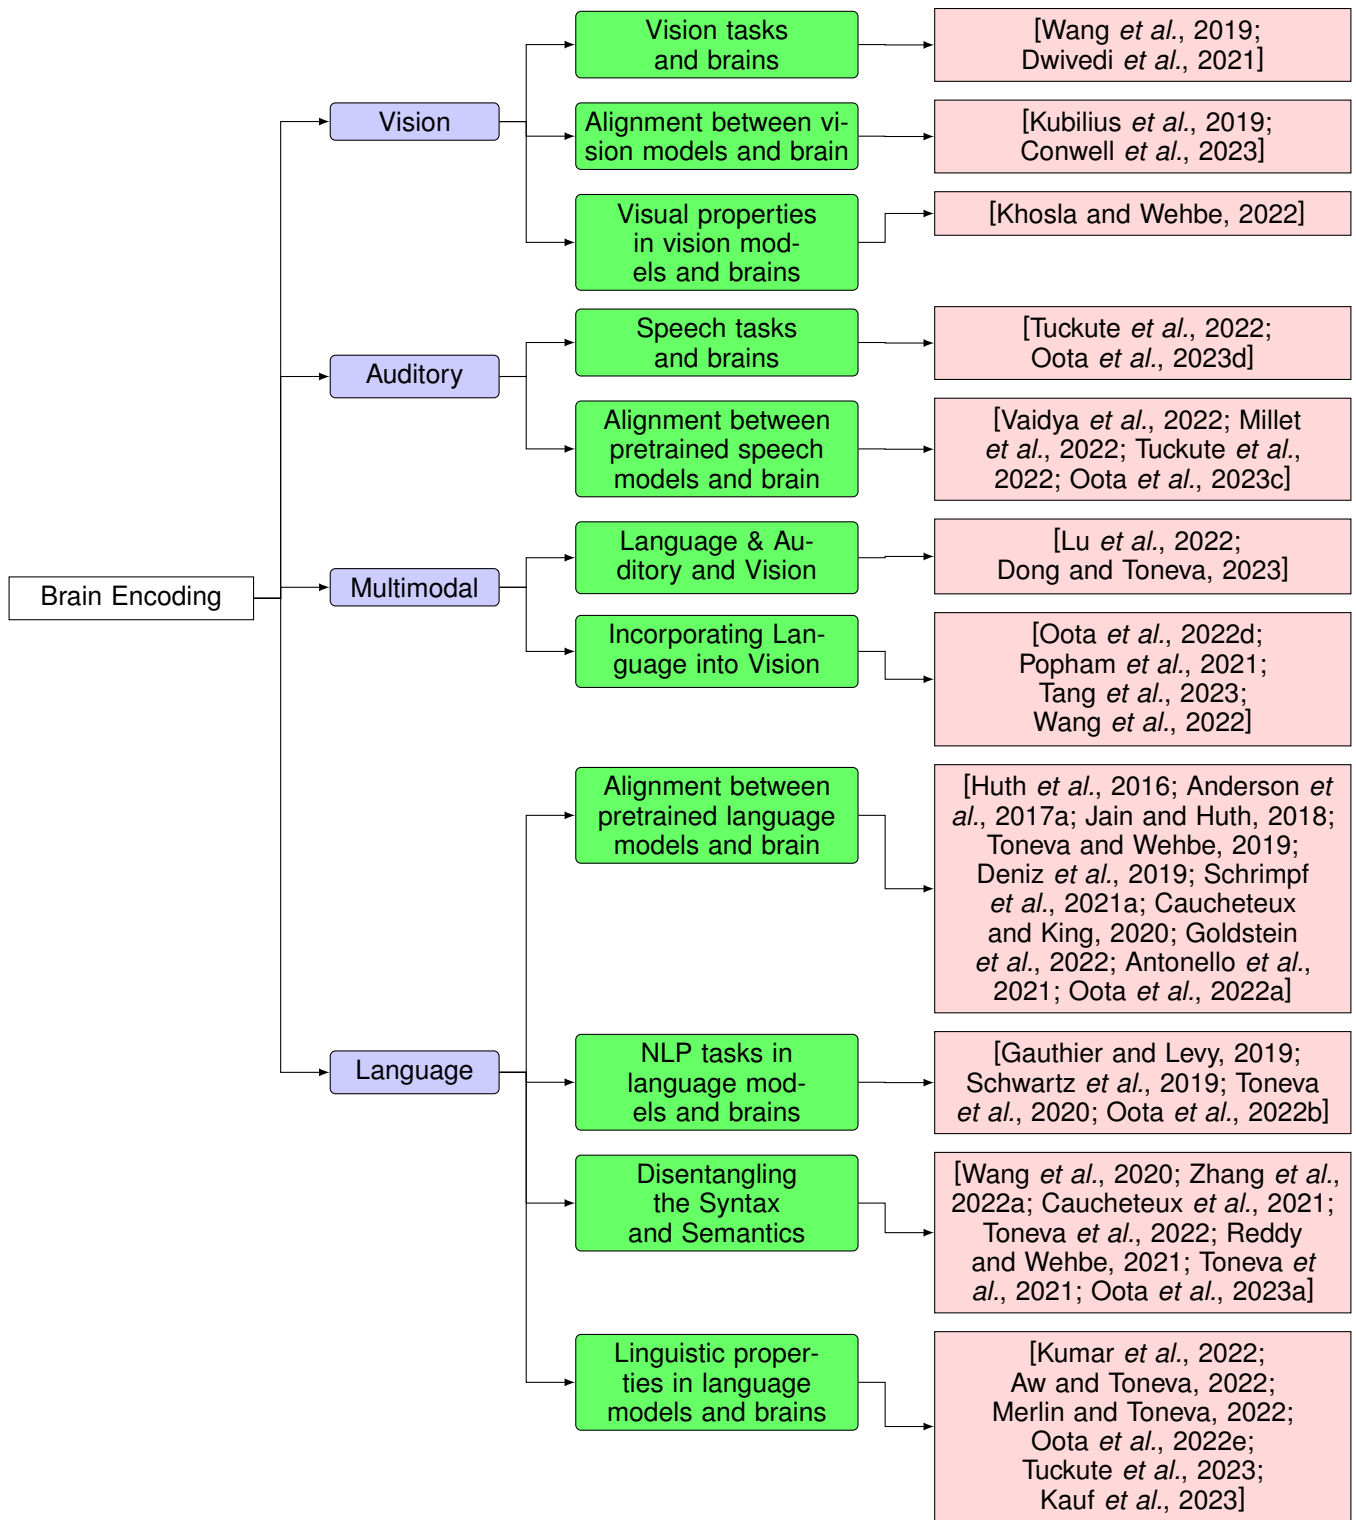 Brain Encoding
Vision
Vision tasks
and brains
[Wang et al., 2019;
Dwivedi et al., 2021]
Alignment between vi-
sion models and brain
[Kubilius et al., 2019;
Conwell et al., 2023]
Visual properties
in vision mod-
els and brains
[Khosla and Wehbe, 2022]
Auditory
Speech tasks
and brains
[Tuckute et al., 2022;
Oota et al., 2023d]
Alignment between
pretrained speech
models and brain
[Vaidya et al., 2022; Millet
et al., 2022; Tuckute et al.,
2022; Oota et al., 2023c]
Multimodal
Language & Au-
ditory and Vision
[Lu et al., 2022;
Dong and Toneva, 2023]
Incorporating Lan-
guage into Vision
[Oota et al., 2022d;
Popham et al., 2021;
Tang et al., 2023;
Wang et al., 2022]
Language
Alignment between
pretrained language
models and brain
[Huth et al., 2016; Anderson et
al., 2017a; Jain and Huth, 2018;
Toneva and Wehbe, 2019;
Deniz et al., 2019; Schrimpf
et al., 2021a; Caucheteux
and King, 2020; Goldstein
et al., 2022; Antonello et al.,
2021; Oota et al., 2022a]
NLP tasks in
language mod-
els and brains
[Gauthier and Levy, 2019;
Schwartz et al., 2019; Toneva
et al., 2020; Oota et al., 2022b]
Disentangling
the Syntax
and Semantics
[Wang et al., 2020; Zhang et al.,
2022a; Caucheteux et al., 2021;
Toneva et al., 2022; Reddy
and Wehbe, 2021; Toneva et
al., 2021; Oota et al., 2023a]
Linguistic proper-
ties in language
models and brains
[Kumar et al., 2022;
Aw and Toneva, 2022;
Merlin and Toneva, 2022;
Oota et al., 2022e;
Tuckute et al., 2023;
Kauf et al., 2023]